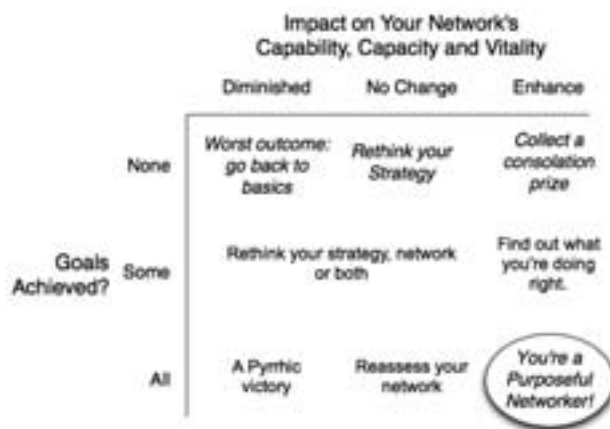 Impact on Your Network's
Capability, Capacity and Vitality
Diminished No Change Enhance
None
Worst outcome:
go back to
basics
Rethink your
Strategy
Collect a
consolation
prize
Goals
Achieved?
Some
Rethink your strategy, network
or both
Find out what
you're doing
right.
All
A Pyrrhic
victory
Reassess your
network
You're a
Purposeful
Networker!